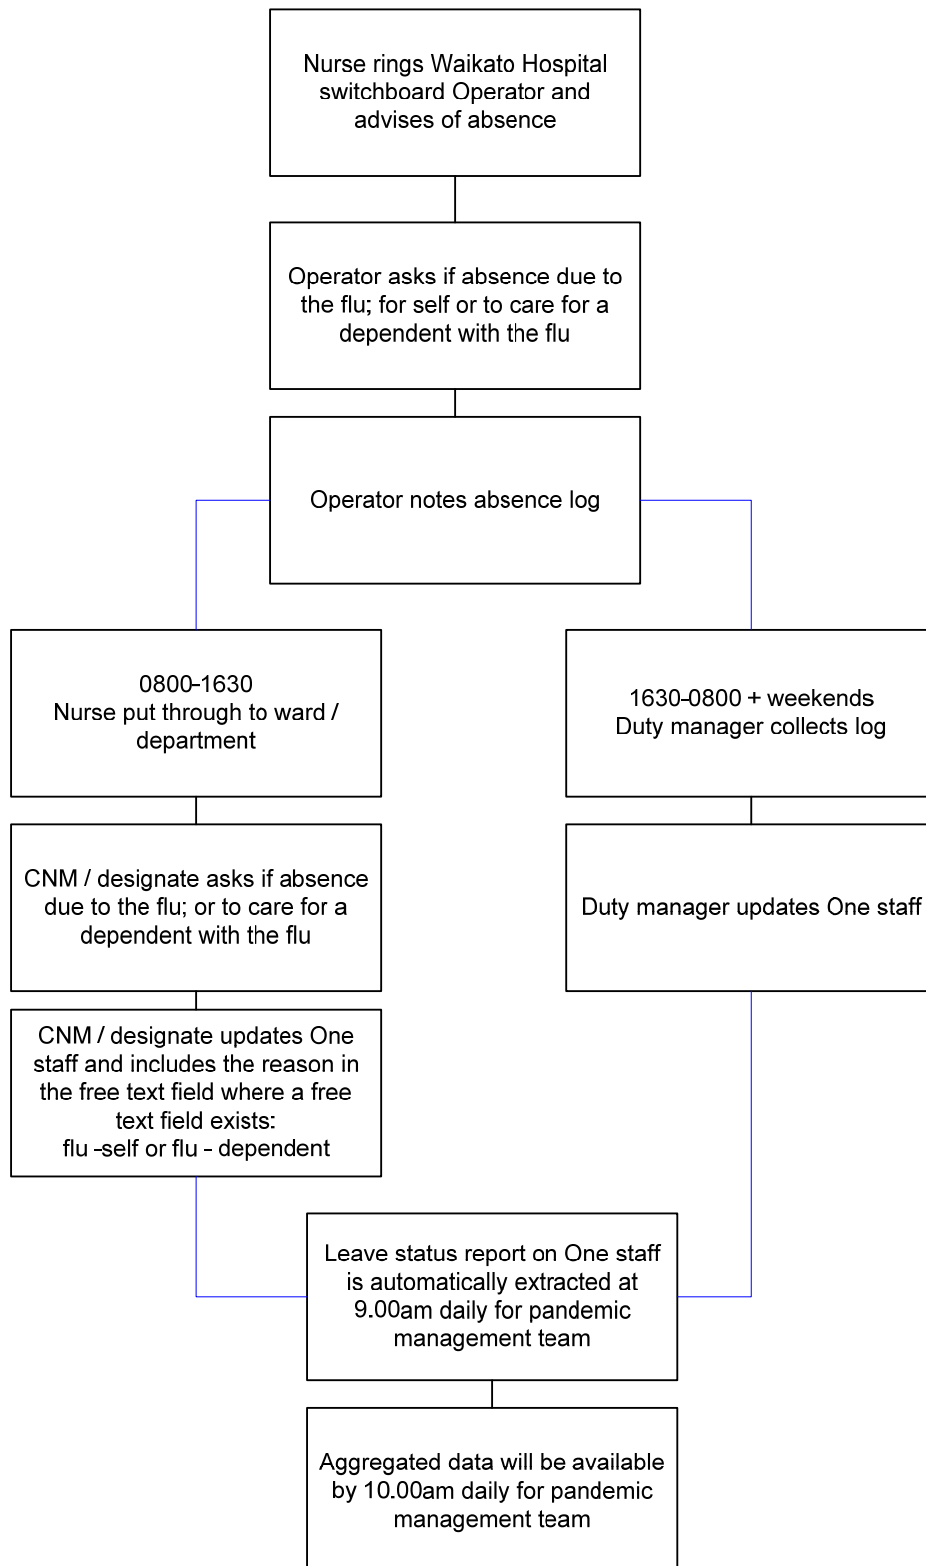 Nurse rings Waikato Hospital
switchboard Operator and
advises of absence
Operator asks if absence due to
the flu; for self or to care for a
dependent with the flu
Operator notes absence log
0800-1630
Nurse put through to ward /
department
1630-0800 + weekends
Duty manager collects log
CNM / designate asks if absence
due to the flu; or to care for a
dependent with the flu
Duty manager updates One staff
CNM / designate updates One
staff and includes the reason in
the free text field where a free
text field exists:
flu -self or flu - dependent
Leave status report on One staff
is automatically extracted at
9.00am daily for pandemic
management team
Aggregated data will be available
by 10.00am daily for pandemic
management team